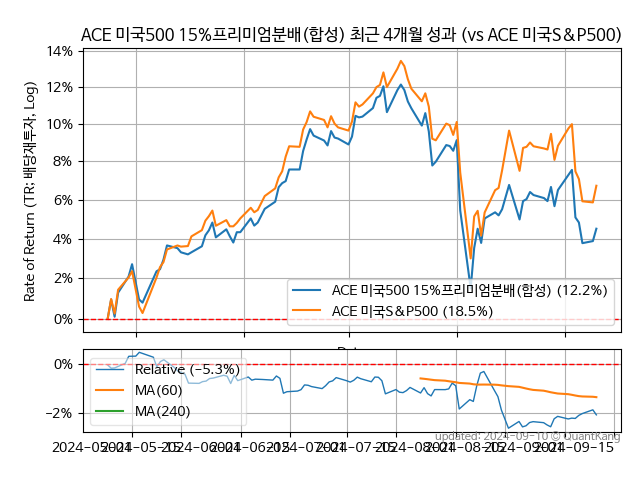 ACE 미국500 15%프리미엄분배(합성) 최근 4개월 성과 (vs ACE 미국S&P500)
Rate of Return (TR: 배당재투자, Log)
14%
12%
10%
8%
6%
4%
2%
0%
ACE 미국500 15%프리미엄분배(합성) (12.2%)
ACE 미국S&P500 (18.5%)
0%
−2%
Relative (−5.3%)
MA(60)
MA(240)
updated: 2024-09-10 © QuantKang